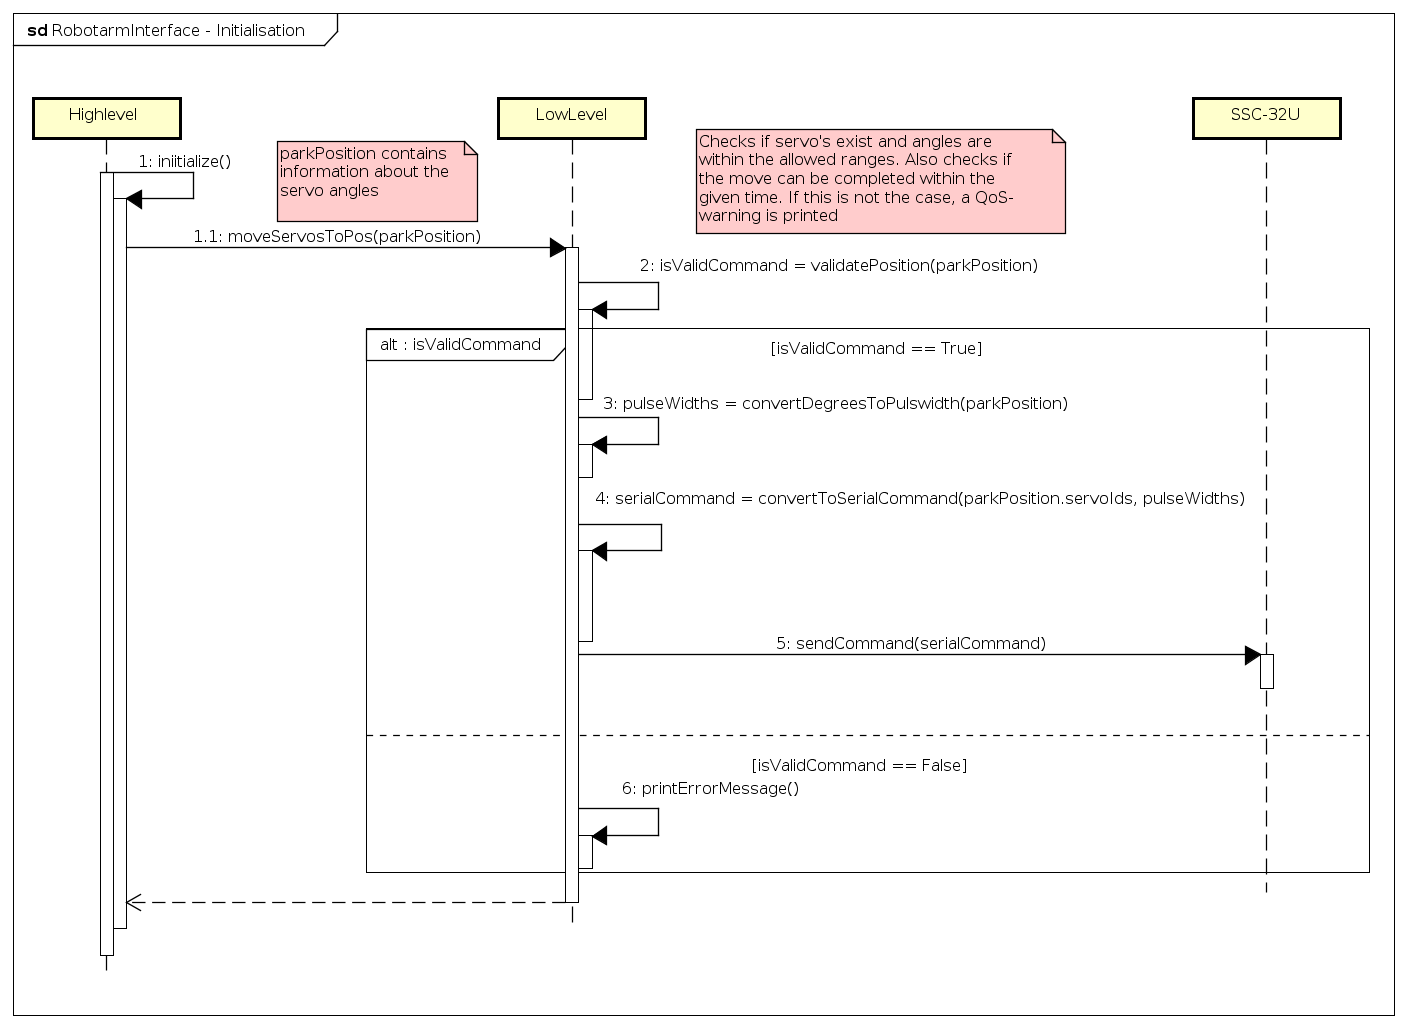 sd RobotarmInterface - Initialisation
Highlevel
LowLevel
SSC-32U
1: iniitialize()
parkPosition contains
information about the
servo angles
Checks if servo's exist and angles are
within the allowed ranges. Also checks if
the move can be completed within the
given time. If this is not the case, a QoS-
warning is printed
1.1: moveServosToPos(parkPosition)
2: isValidCommand = validatePosition(parkPosition)
alt : isValidCommand
[isValidCommand == True]
3: pulseWidths = convertDegreesToPulswidth(parkPosition)
4: serialCommand = convertToSerialCommand(parkPosition.servoIds, pulseWidths)
5: sendCommand(serialCommand)
[isValidCommand == False]
6: printErrorMessage()